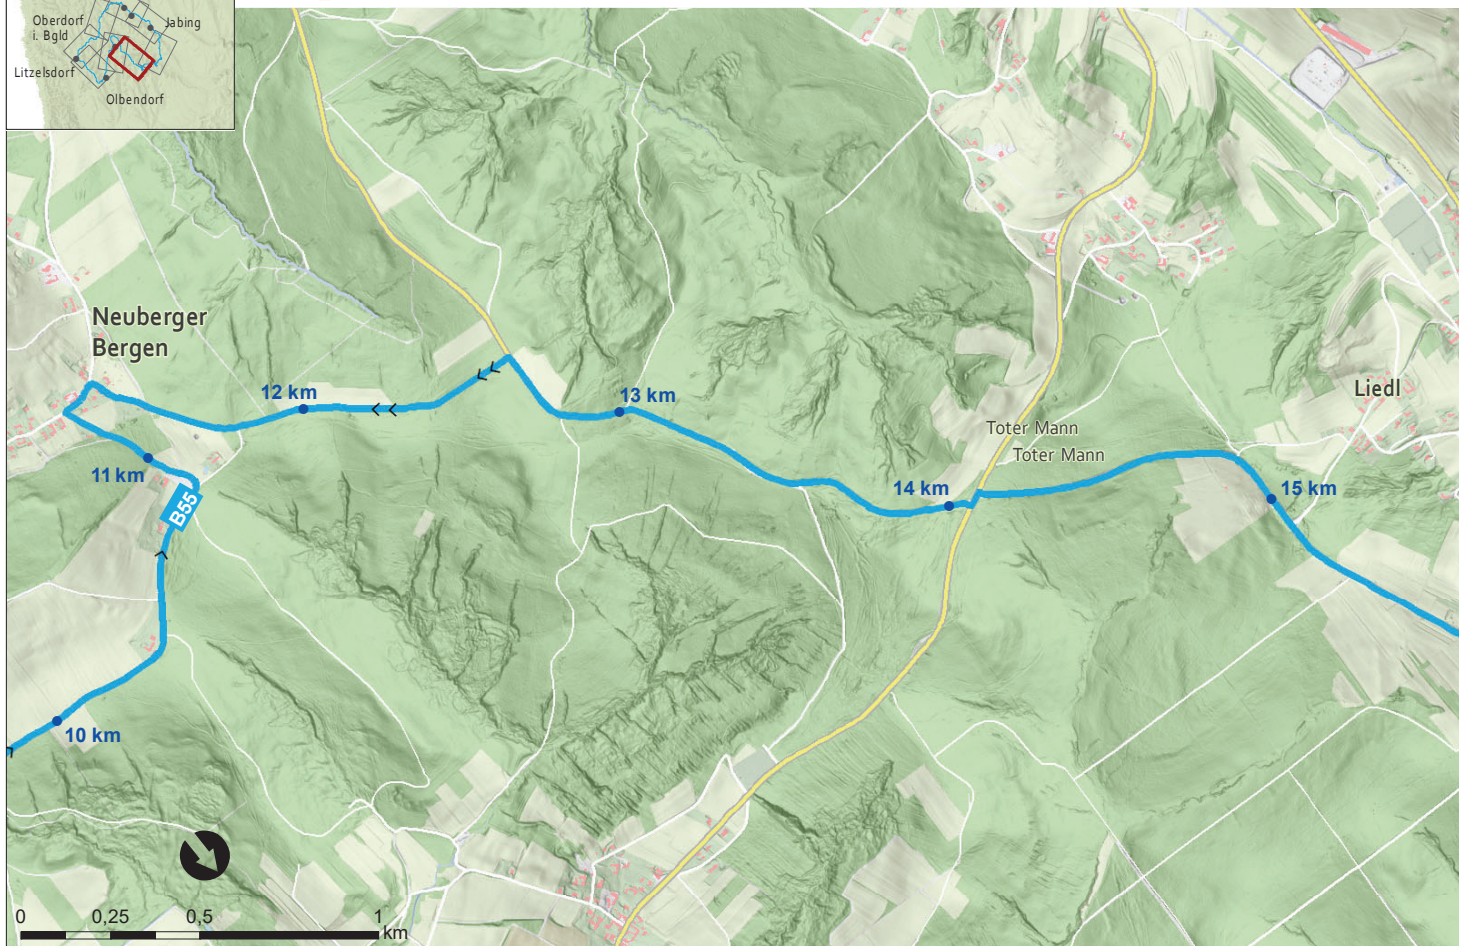 Oberdorf
i. Bgld
Jabing
Litzelsdorf
Olbendorf
Neuberger
Bergen
12 km
13 km
Liedl
Toter Mann
Toter Mann
11 km
14 km
15 km
B55
10 km
0 0,25 0,5 1
km